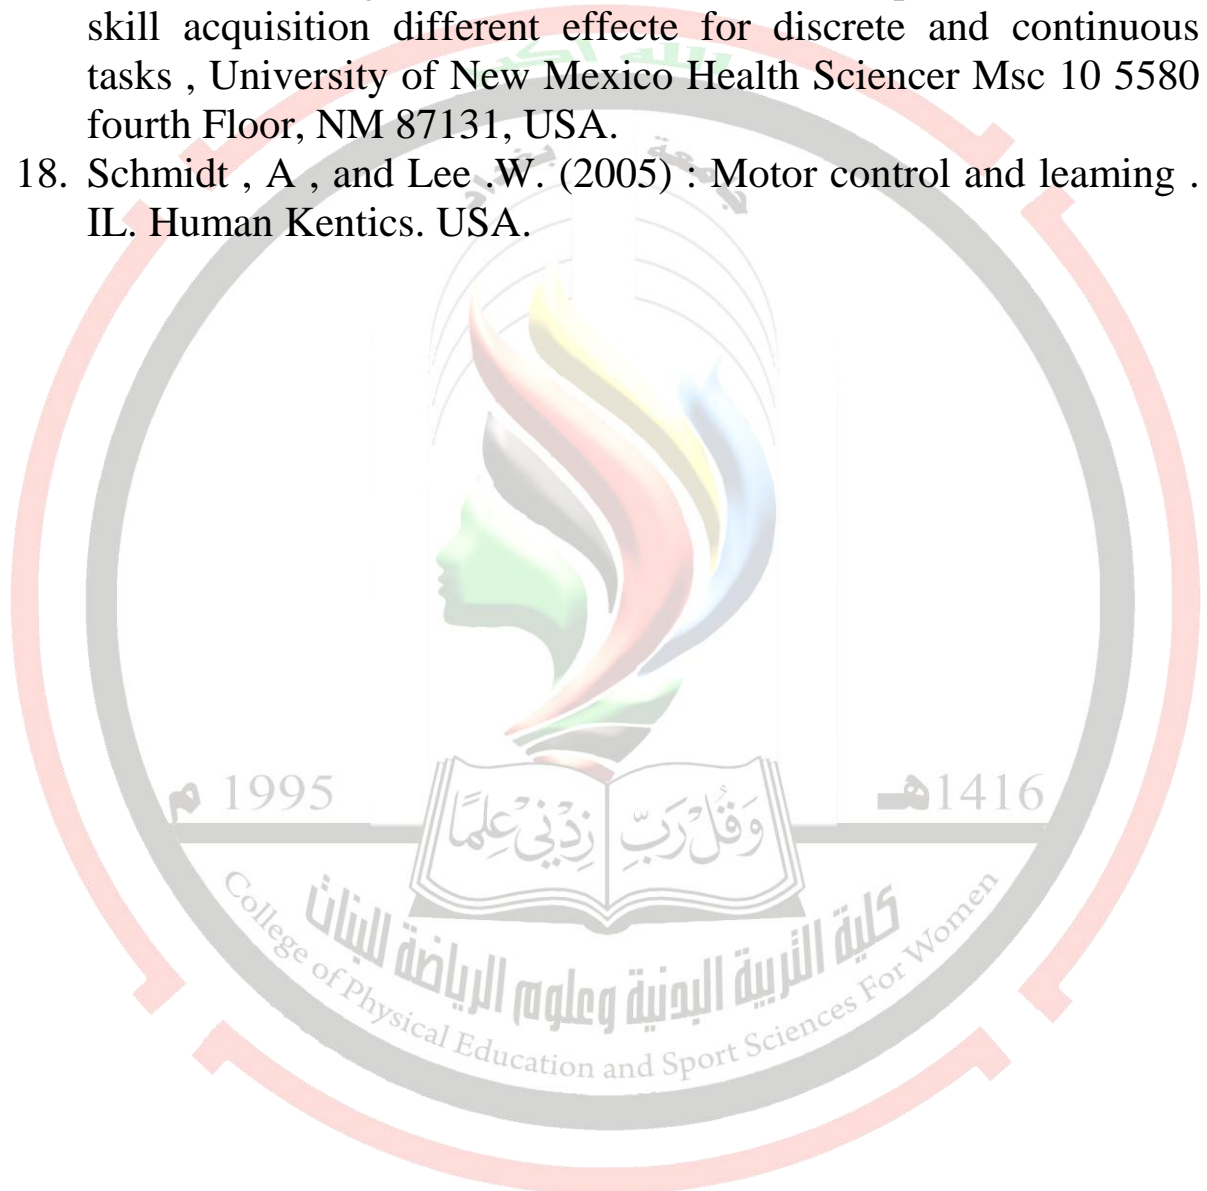 skill acquisition different effecte for discrete and continuous
tasks , University of New Mexico Health Sciencer Msc 10 5580
fourth Floor, NM 87131, USA.
18. Schmidt , A , and Lee .W. (2005) : Motor control and leaming .
IL. Human Kentics. USA.
جامعة بغداد
1416هـ
1995 م
وَقُل رَبِّ
زِدْنِي عِلْمًا
كلية التربية البدنية وعلوم الرياضة للبنات
College of Physical Education and Sport Sciences For Women